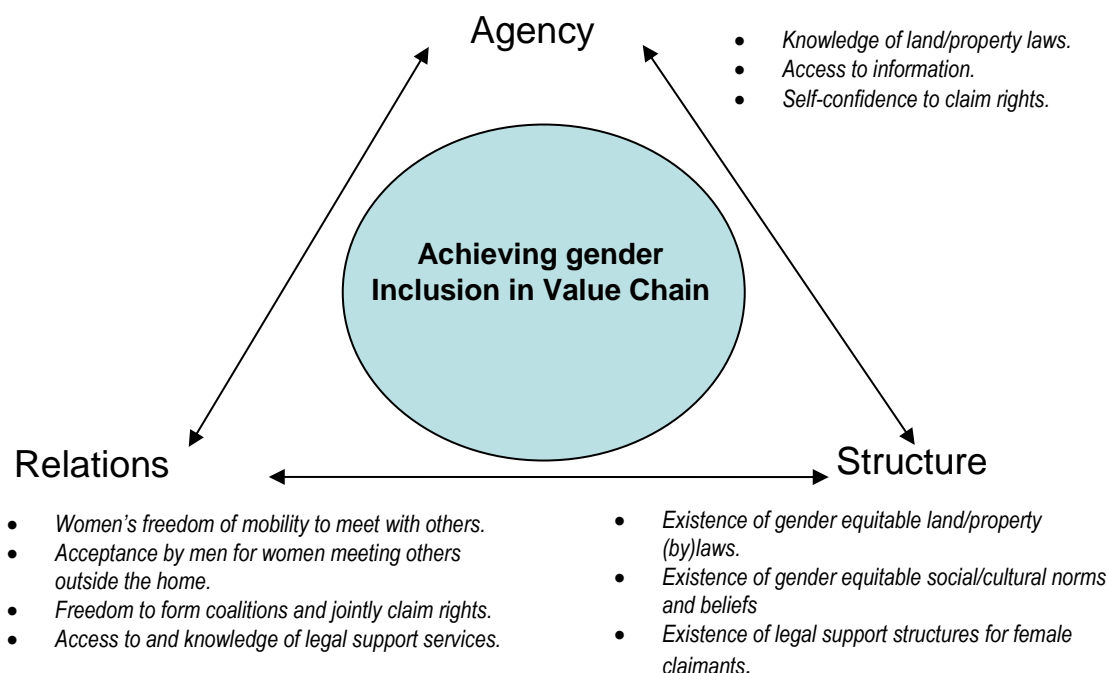 Agency
• Knowledge of land/property laws.
• Access to information.
• Self-confidence to claim rights.
Achieving gender
Inclusion in Value Chain
Relations
• Women’s freedom of mobility to meet with others.
• Acceptance by men for women meeting others
outside the home.
• Freedom to form coalitions and jointly claim rights.
• Access to and knowledge of legal support services.
Structure
• Existence of gender equitable land/property
(by)laws.
• Existence of gender equitable social/cultural norms
and beliefs
• Existence of legal support structures for female
claimants.